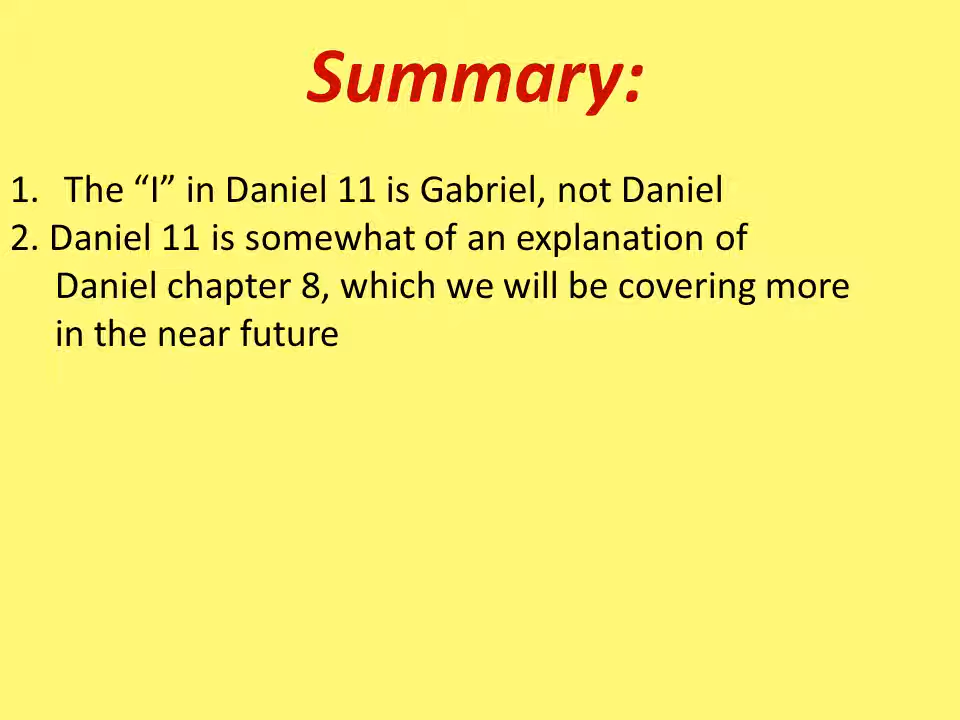 Summary:
1. The “I” in Daniel 11 is Gabriel, not Daniel
2. Daniel 11 is somewhat of an explanation of
Daniel chapter 8, which we will be covering more
in the near future